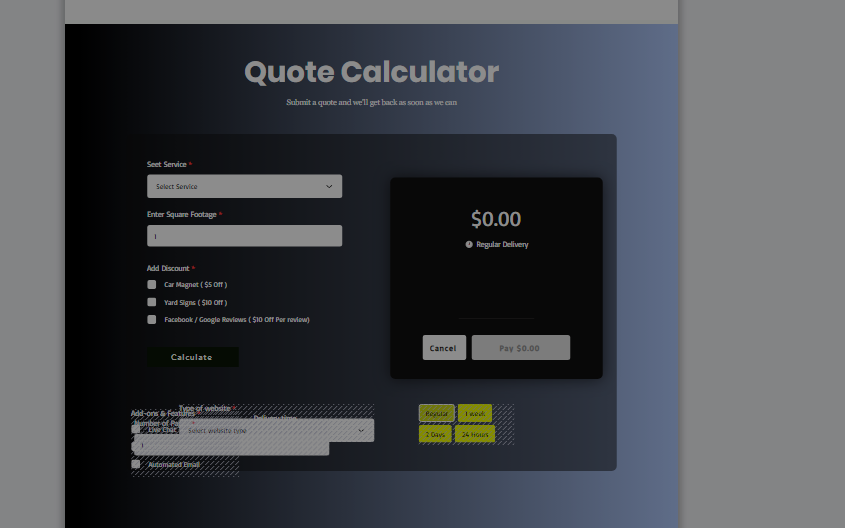 Quote Calculator
Submit a quote and we'll get back as soon as we can
Seet Service *
Select Service
Enter Square Footage *
1
Add Discount *
Car Magnet ( $5 Off )
Yard Signs ( $10 Off )
Facebook / Google Reviews ( $10 Off Per review)
Calculate
$0.00
Regular Delivery
Cancel
Pay $0.00
Type of website *
Add-ons & Features
Number of Pa
Live Chat
Select website type
1
Automated Email
Regular
1 week
3 Days
24 Hours